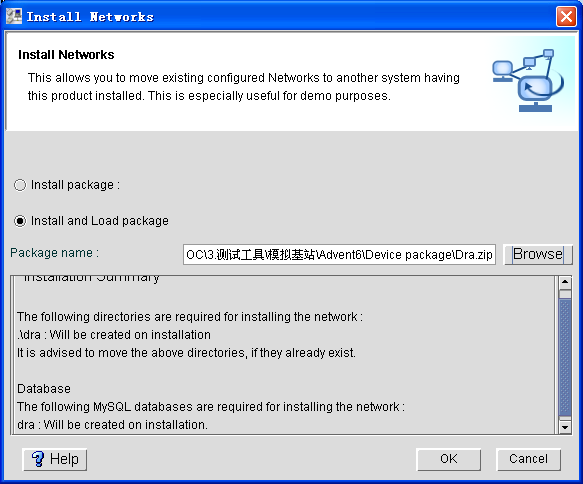 Install Networks
Install Networks
This allows you to move existing configured Networks to another system having
this product installed. This is especially useful for demo purposes.
Install package :
Install and Load package
Package name :
OC\3.测试工具\模拟基站\Advent6\Device package\Dra.zip
Browse
Installation Summary
The following directories are required for installing the network :
.\dra : Will be created on installation
It is advised to move the above directories, if they already exist.
Database
The following MySQL databases are required for installing the network :
dra : Will be created on installation.
Help
OK
Cancel